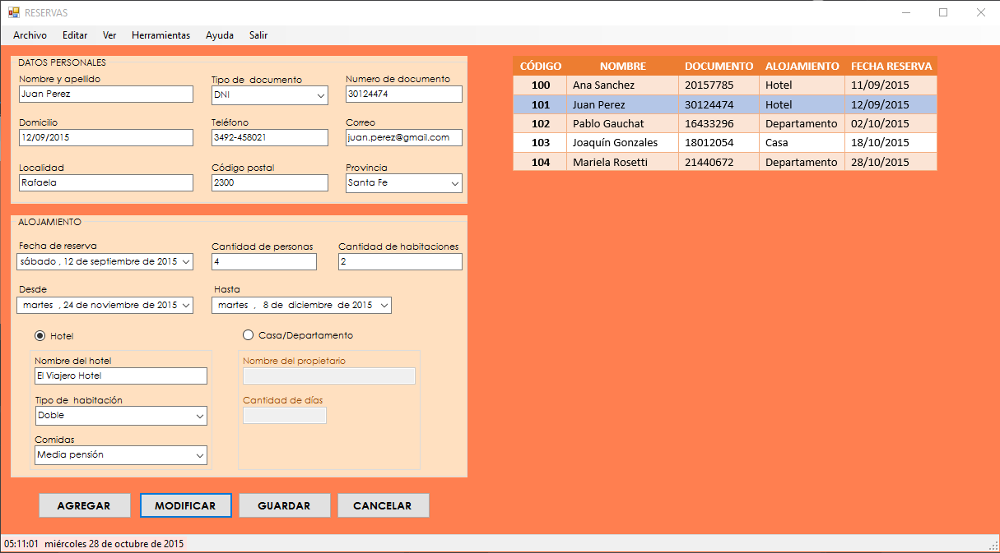 RESERVAS
Archivo Editar Ver Herramientas Ayuda Salir
DATOS PERSONALES
Nombre y apellido Tipo de documento Numero de documento
Juan Perez DNI 30124474
Domicilio Teléfono Correo
12/09/2015 3492-458021 juan.perez@gmail.com
Localidad Código postal Provincia
Rafaela 2300 Santa Fe
ALOJAMIENTO
Fecha de reserva Cantidad de personas Cantidad de habitaciones
sábado , 12 de septiembre de 2015 4 2
Desde Hasta
martes , 24 de noviembre de 2015 martes , 8 de diciembre de 2015
Hotel Casa/Departamento
Nombre del hotel Nombre del propietario
El Viajero Hotel
Tipo de habitación Cantidad de días
Doble
Comidas
Media pensión
AGREGAR MODIFICAR GUARDAR CANCELAR
CÓDIGO NOMBRE DOCUMENTO ALOJAMIENTO FECHA RESERVA
100 Ana Sanchez 20157785 Hotel 11/09/2015
101 Juan Perez 30124474 Hotel 12/09/2015
102 Pablo Gauchat 16433296 Departamento 02/10/2015
103 Joaquín Gonzales 18012054 Casa 18/10/2015
104 Mariela Rosetti 21440672 Departamento 28/10/2015
05:11:01 miércoles 28 de octubre de 2015